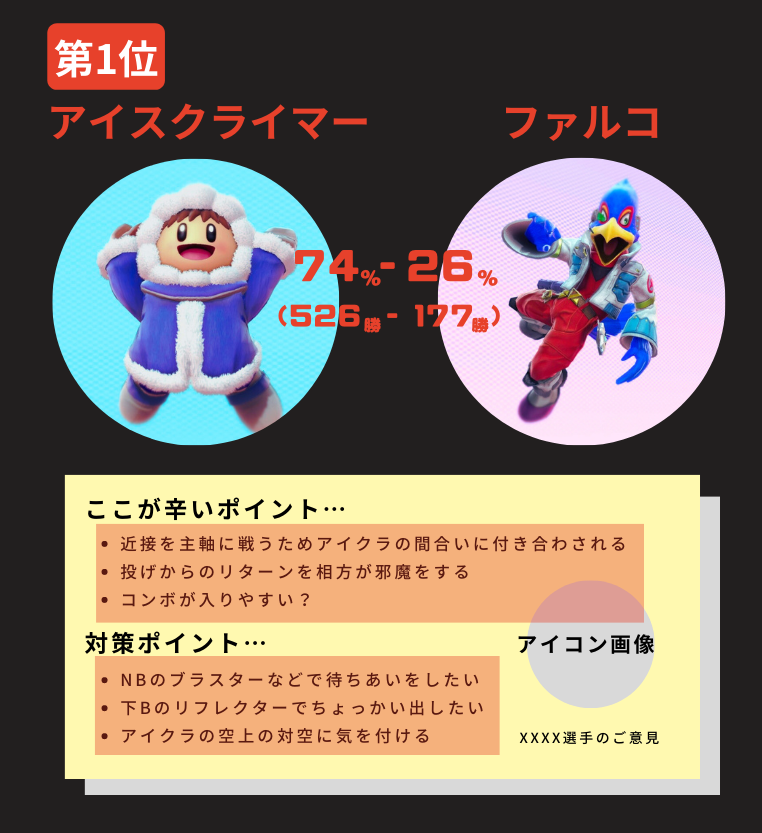 第1位
アイスクライマー ファルコ
74%- 26%
(526勝- 177勝)
ここが辛いポイント…
• 近接を主軸に戦うためアイクラの間合いに付き合わされる
• 投げからのリターンを相方が邪魔をする
• コンボが入りやすい？
対策ポイント…
アイコン画像
• NBのブラスターなどで待ちあいをしたい
• 下Bのリフレクターでちょっかい出したい
• アイクラの空上の対空に気を付ける
XXXX選手のご意見